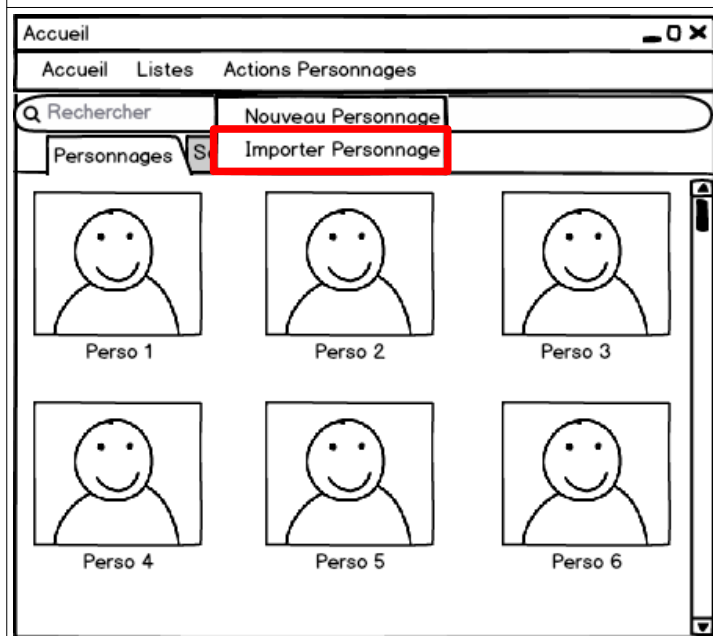 Accueil
Accueil Listes Actions Personnages
Rechercher
Nouveau Personnage
Personnages
Importer Personnage
Perso 1 Perso 2 Perso 3
Perso 4 Perso 5 Perso 6